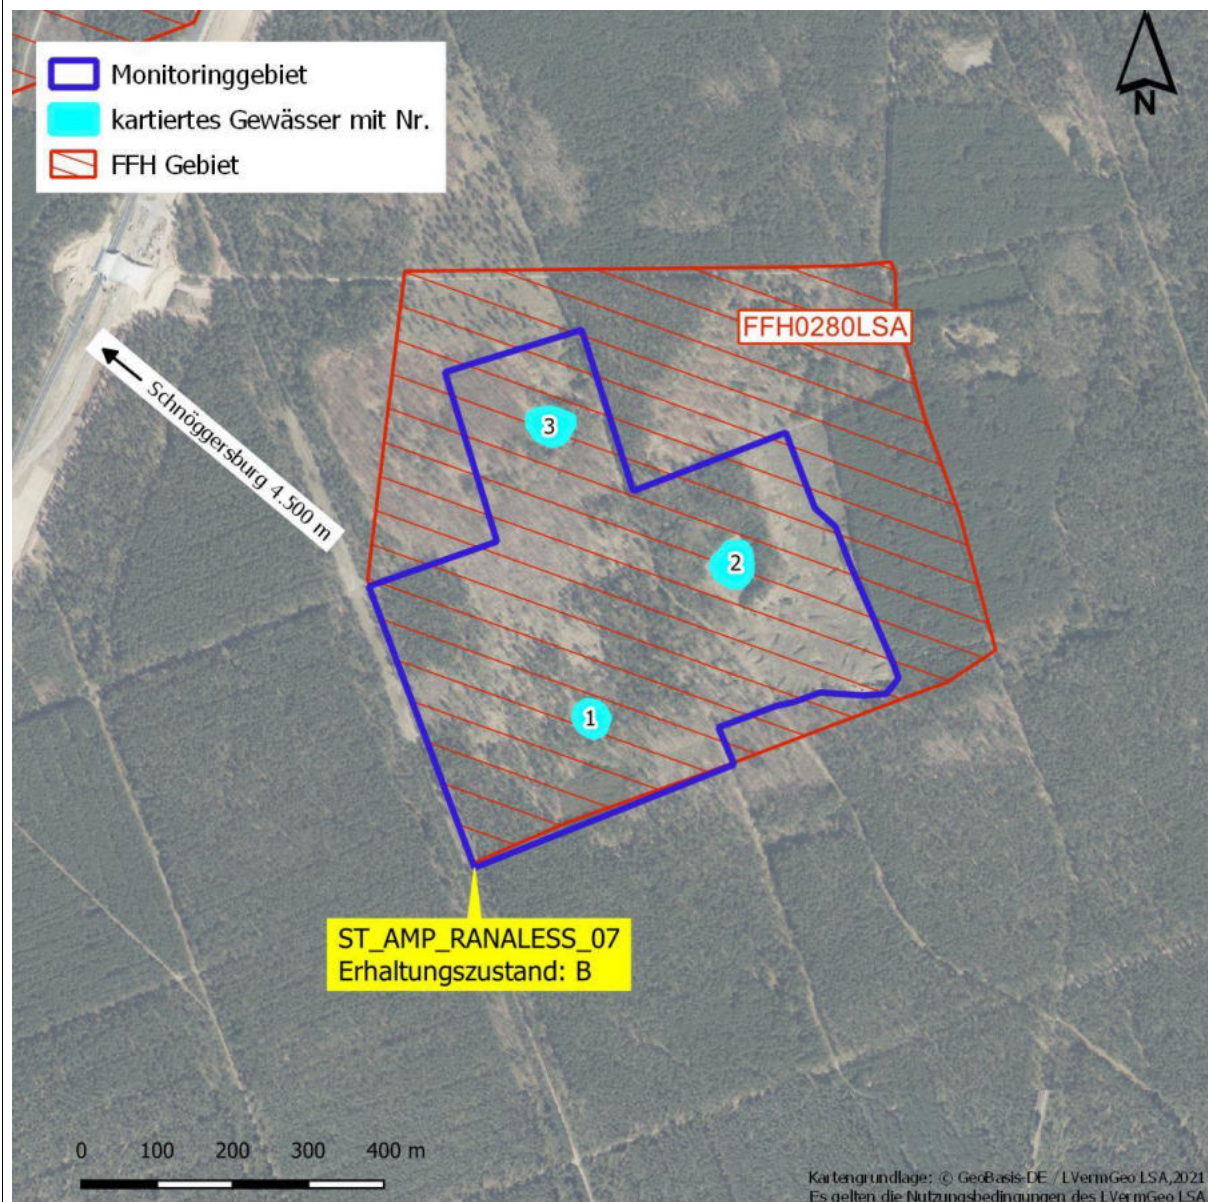 Monitoringgebiet
kartiertes Gewässer mit Nr.
FFH Gebiet
N
FFH0280LSA
Schnöggersburg 4.500 m
3
2
1
ST_AMP_RANALESS_07
Erhaltungszustand: B
0 100 200 300 400 m
Kartengrundlage: © GeoBasis-DE / LVermGeo LSA,2021
Es gelten die Nutzungsbedingungen des LVermGeo LSA